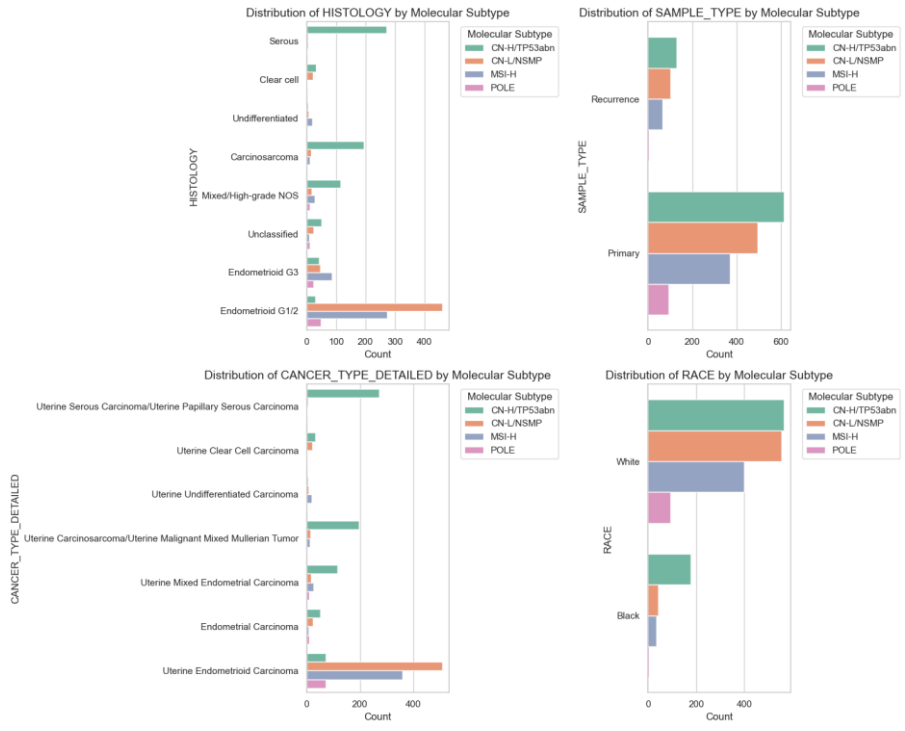 Distribution of HISTOLOGY by Molecular Subtype
Serous
Clear cell
Undifferentiated
Carcinosarcoma
Mixed/High-grade NOS
Unclassified
Endometrioid G3
Endometrioid G1/2
HISTOLOGY
0 100 200 300 400
Count
Molecular Subtype
CN-H/TP53abn
CN-L/NSMP
MSI-H
POLE
Distribution of SAMPLE_TYPE by Molecular Subtype
Recurrence
Primary
SAMPLE_TYPE
0 200 400 600
Count
Molecular Subtype
CN-H/TP53abn
CN-L/NSMP
MSI-H
POLE
Distribution of CANCER_TYPE_DETAILED by Molecular Subtype
Uterine Serous Carcinoma/Uterine Papillary Serous Carcinoma
Uterine Clear Cell Carcinoma
Uterine Undifferentiated Carcinoma
Uterine Carcinosarcoma/Uterine Malignant Mixed Mullerian Tumor
Uterine Mixed Endometrial Carcinoma
Endometrial Carcinoma
Uterine Endometrioid Carcinoma
CANCER_TYPE_DETAILED
0 200 400
Count
Molecular Subtype
CN-H/TP53abn
CN-L/NSMP
MSI-H
POLE
Distribution of RACE by Molecular Subtype
White
Black
RACE
0 200 400 600
Count
Molecular Subtype
CN-H/TP53abn
CN-L/NSMP
MSI-H
POLE